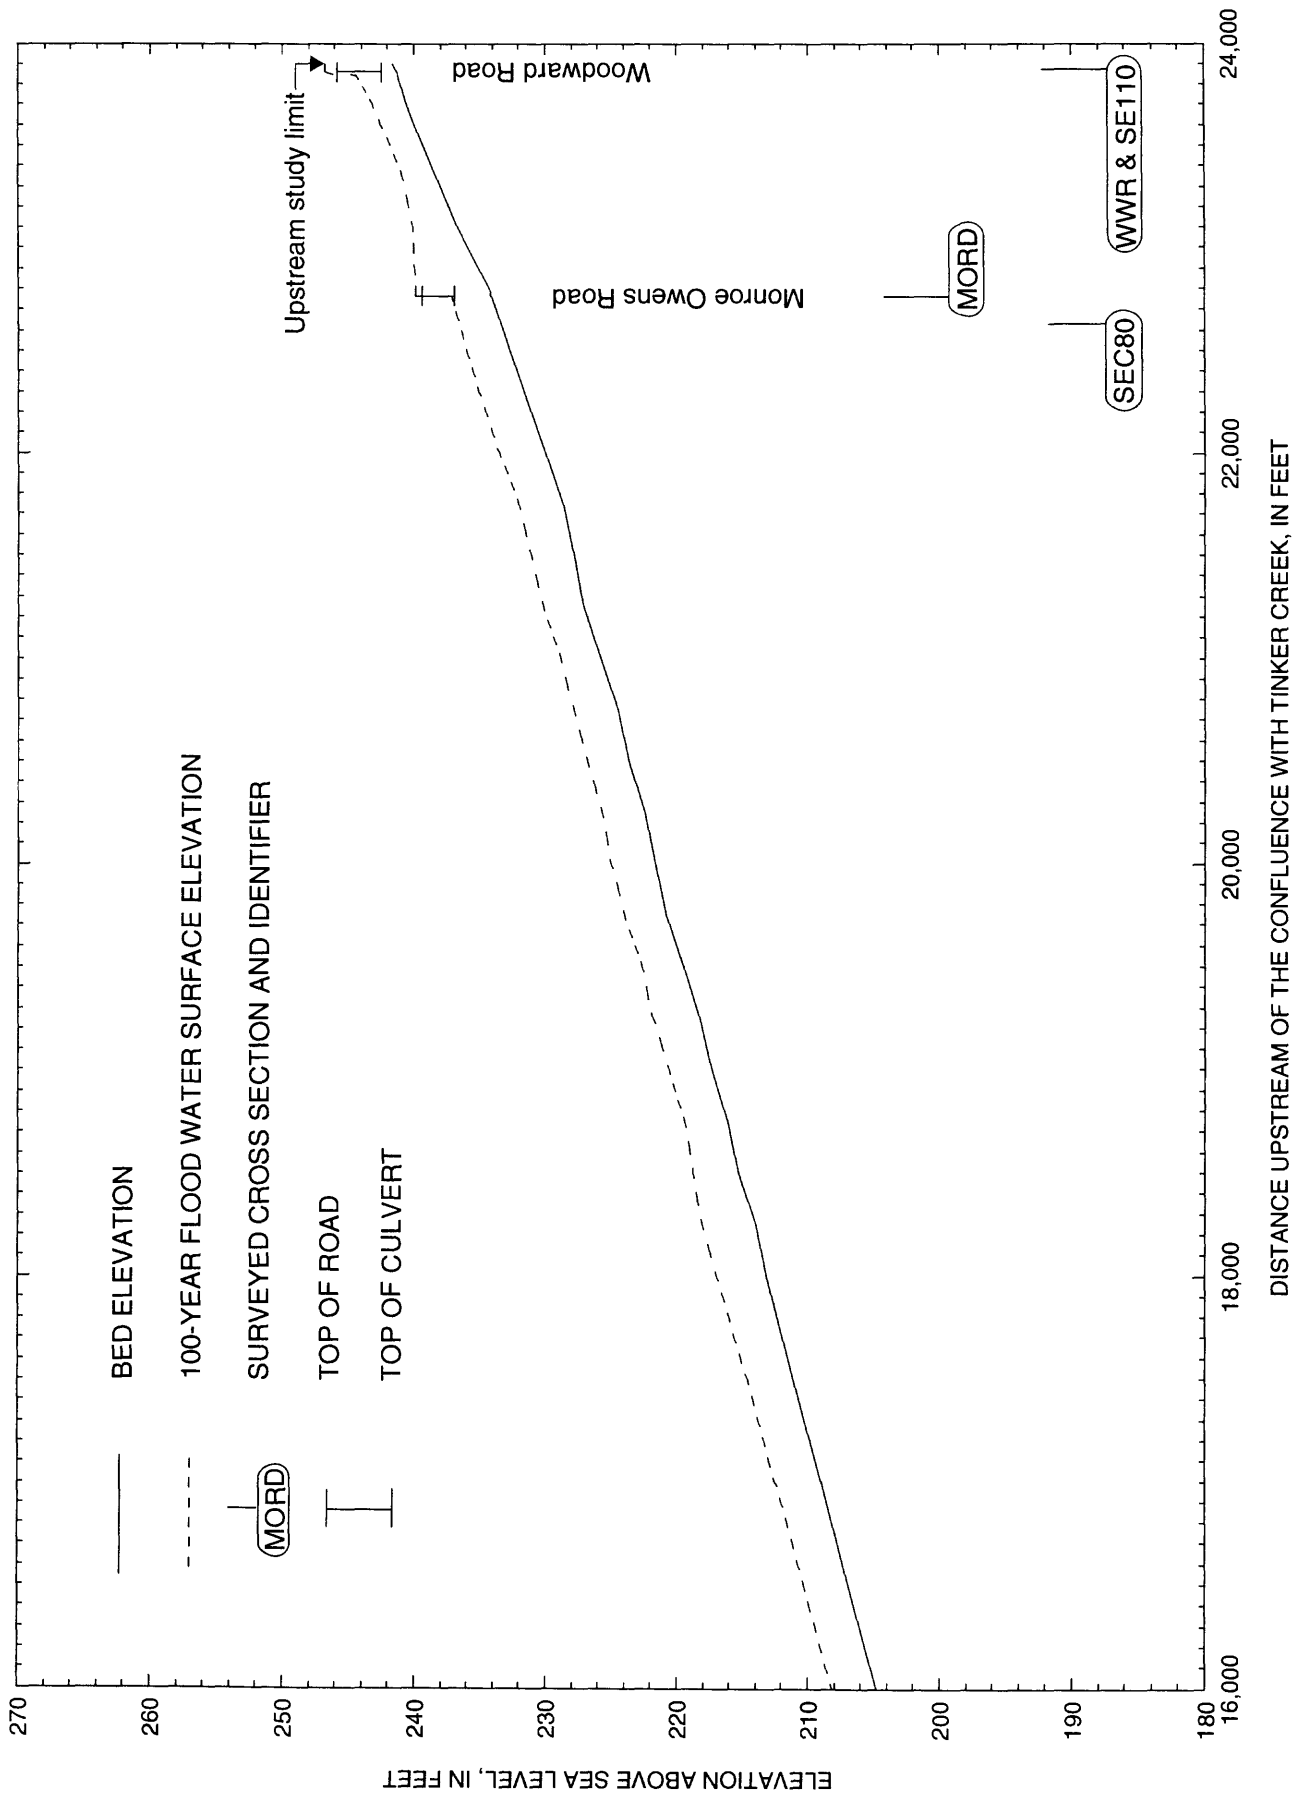 ELEVATION ABOVE SEA LEVEL, IN FEET
270
260
250
240
230
220
210
200
190
180
BED ELEVATION
100-YEAR FLOOD WATER SURFACE ELEVATION
MORD
SURVEYED CROSS SECTION AND IDENTIFIER
TOP OF ROAD
TOP OF CULVERT
Upstream study limit
Monroe Owens Road
Woodward Road
SEC80
MORD
WWR & SE110
16,000
18,000
20,000
22,000
24,000
DISTANCE UPSTREAM OF THE CONFLUENCE WITH TINKER CREEK, IN FEET